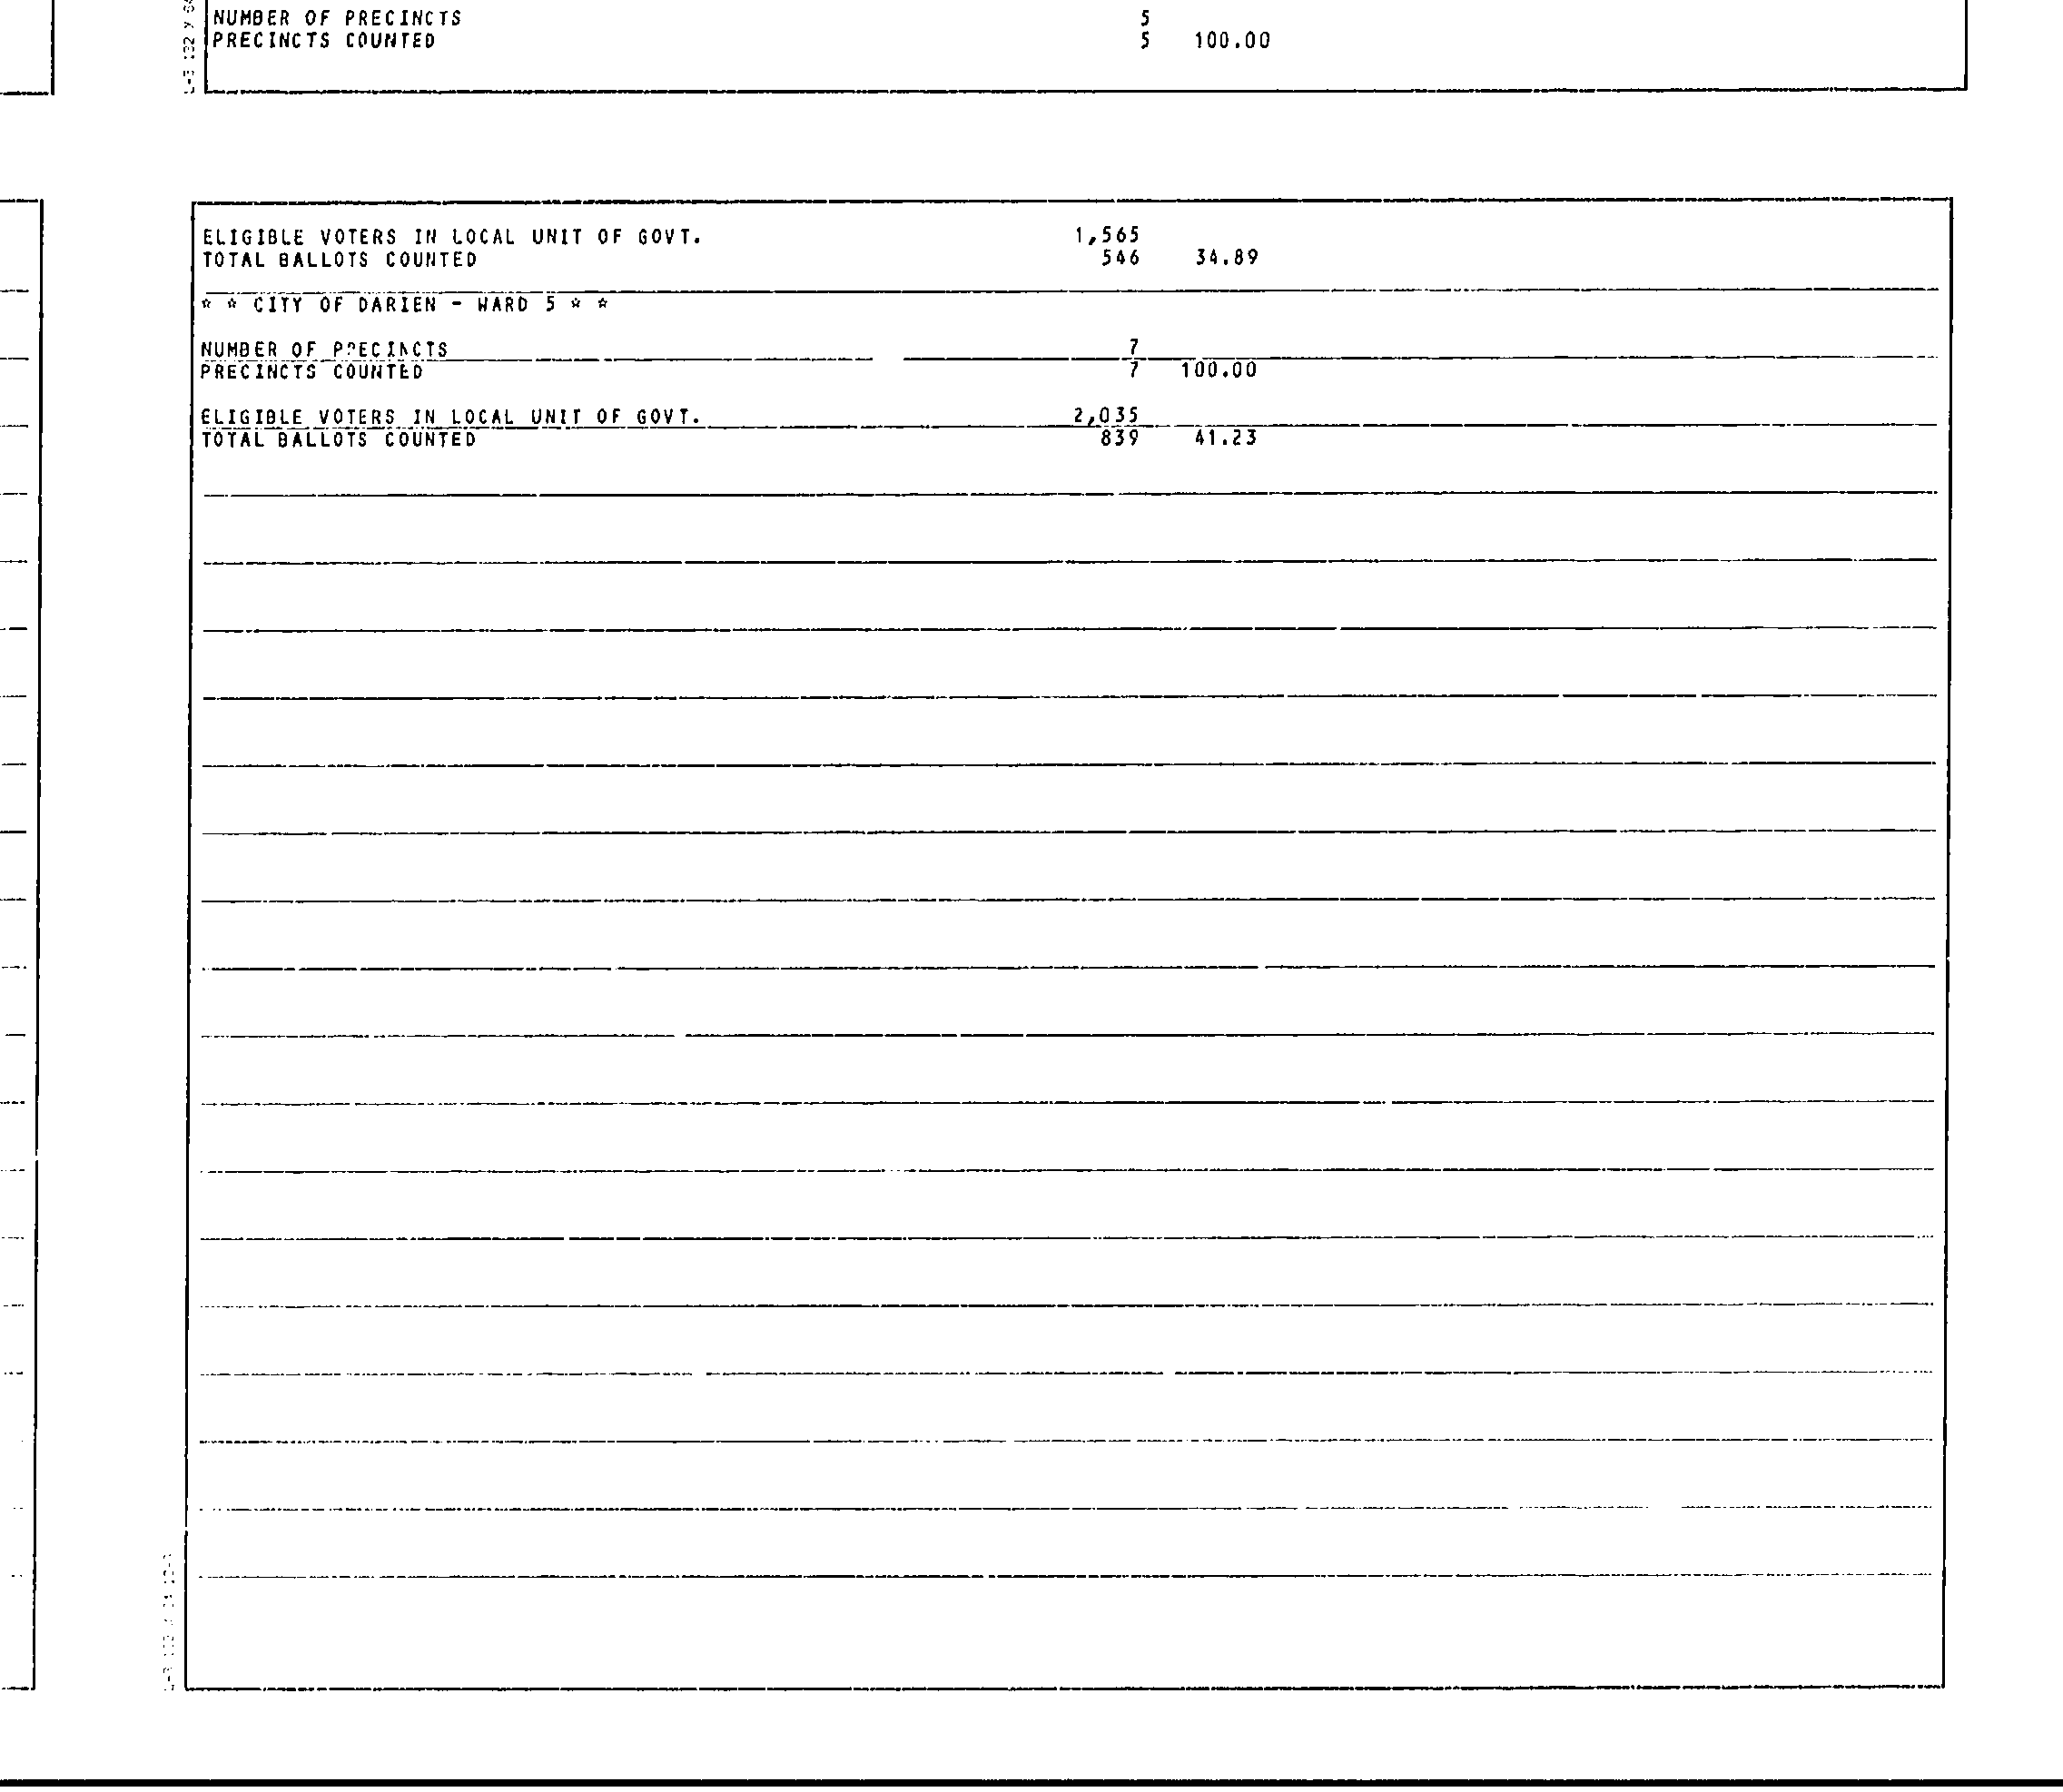 NUMBER OF PRECINCTS 5
PRECINCTS COUNTED 5 100.00
ELIGIBLE VOTERS IN LOCAL UNIT OF GOVT. 1,565
TOTAL BALLOTS COUNTED 546 34.89
* * CITY OF DARIEN - WARD 5 * *
NUMBER OF PRECINCTS 7
PRECINCTS COUNTED 7 100.00
ELIGIBLE VOTERS IN LOCAL UNIT OF GOVT. 2,035
TOTAL BALLOTS COUNTED 839 41.23